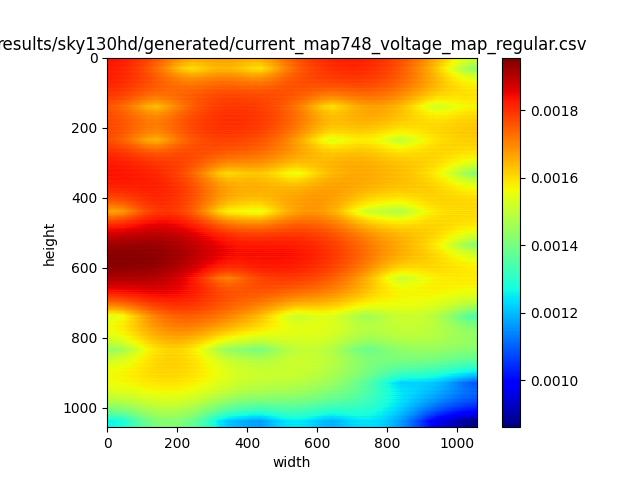 results/sky130hd/generated/current_map748_voltage_map_regular.csv
0
200
400
600
800
1000
height
0 200 400 600 800 1000
width
0.0018
0.0016
0.0014
0.0012
0.0010